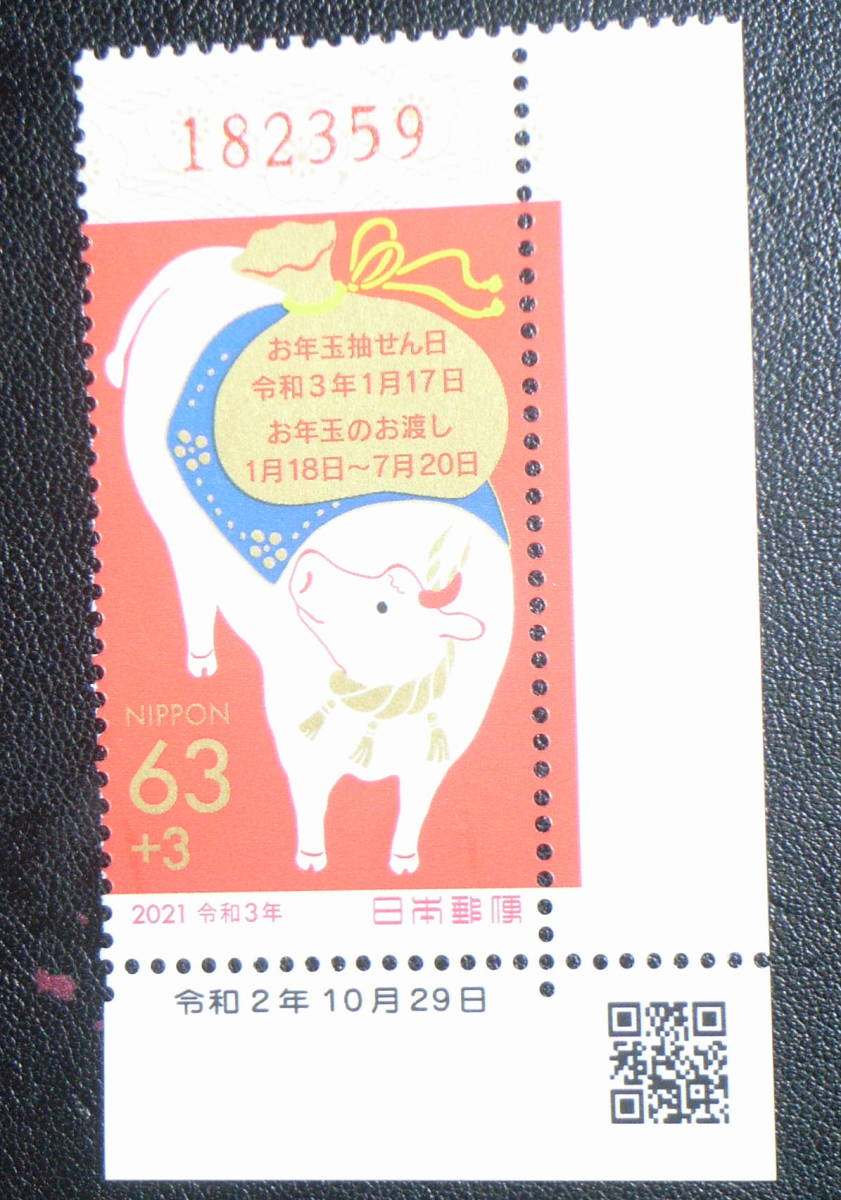 182359
お年玉抽せん日
令和3年1月17日
お年玉のお渡し
1月18日～7月20日
NIPPON
63
+3
2021 令和3年
日本郵便
令和2年10月29日